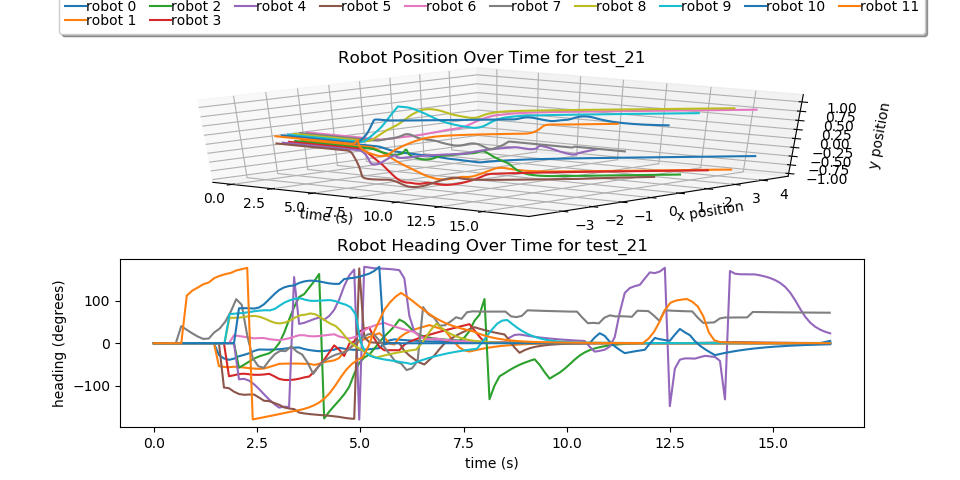 robot 0 robot 2 robot 4 robot 5 robot 6 robot 7 robot 8 robot 9 robot 10 robot 11
robot 1 robot 3
Robot Position Over Time for test_21
1.00
0.75
0.50
0.25
0.00
−0.25
−0.50
−0.75
−1.00
y position
0.0 2.5 5.0 7.5 10.0 12.5 15.0
time (s)
−3 −2 −1 0 1 2 3 4
x position
Robot Heading Over Time for test_21
100
0
−100
heading (degrees)
0.0 2.5 5.0 7.5 10.0 12.5 15.0
time (s)